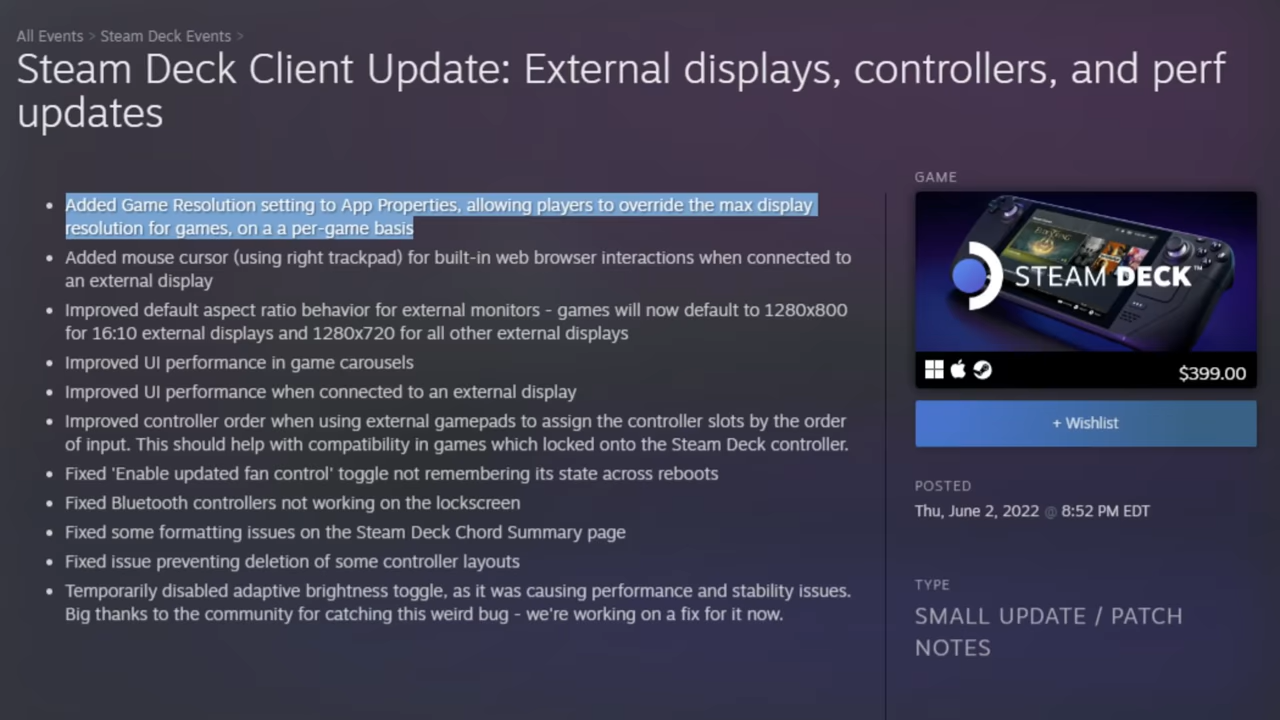 All Events > Steam Deck Events >
Steam Deck Client Update: External displays, controllers, and perf
updates
Added Game Resolution setting to App Properties, allowing players to override the max display
resolution for games, on a a per-game basis
Added mouse cursor (using right trackpad) for built-in web browser interactions when connected to
an external display
Improved default aspect ratio behavior for external monitors - games will now default to 1280x800
for 16:10 external displays and 1280x720 for all other external displays
Improved UI performance in game carousels
Improved UI performance when connected to an external display
Improved controller order when using external gamepads to assign the controller slots by the order
of input. This should help with compatibility in games which locked onto the Steam Deck controller.
Fixed 'Enable updated fan control' toggle not remembering its state across reboots
Fixed Bluetooth controllers not working on the lockscreen
Fixed some formatting issues on the Steam Deck Chord Summary page
Fixed issue preventing deletion of some controller layouts
Temporarily disabled adaptive brightness toggle, as it was causing performance and stability issues.
Big thanks to the community for catching this weird bug - we're working on a fix for it now.
GAME
STEAM DECK™
$399.00
+ Wishlist
POSTED
Thu, June 2, 2022 @ 8:52 PM EDT
TYPE
SMALL UPDATE / PATCH
NOTES